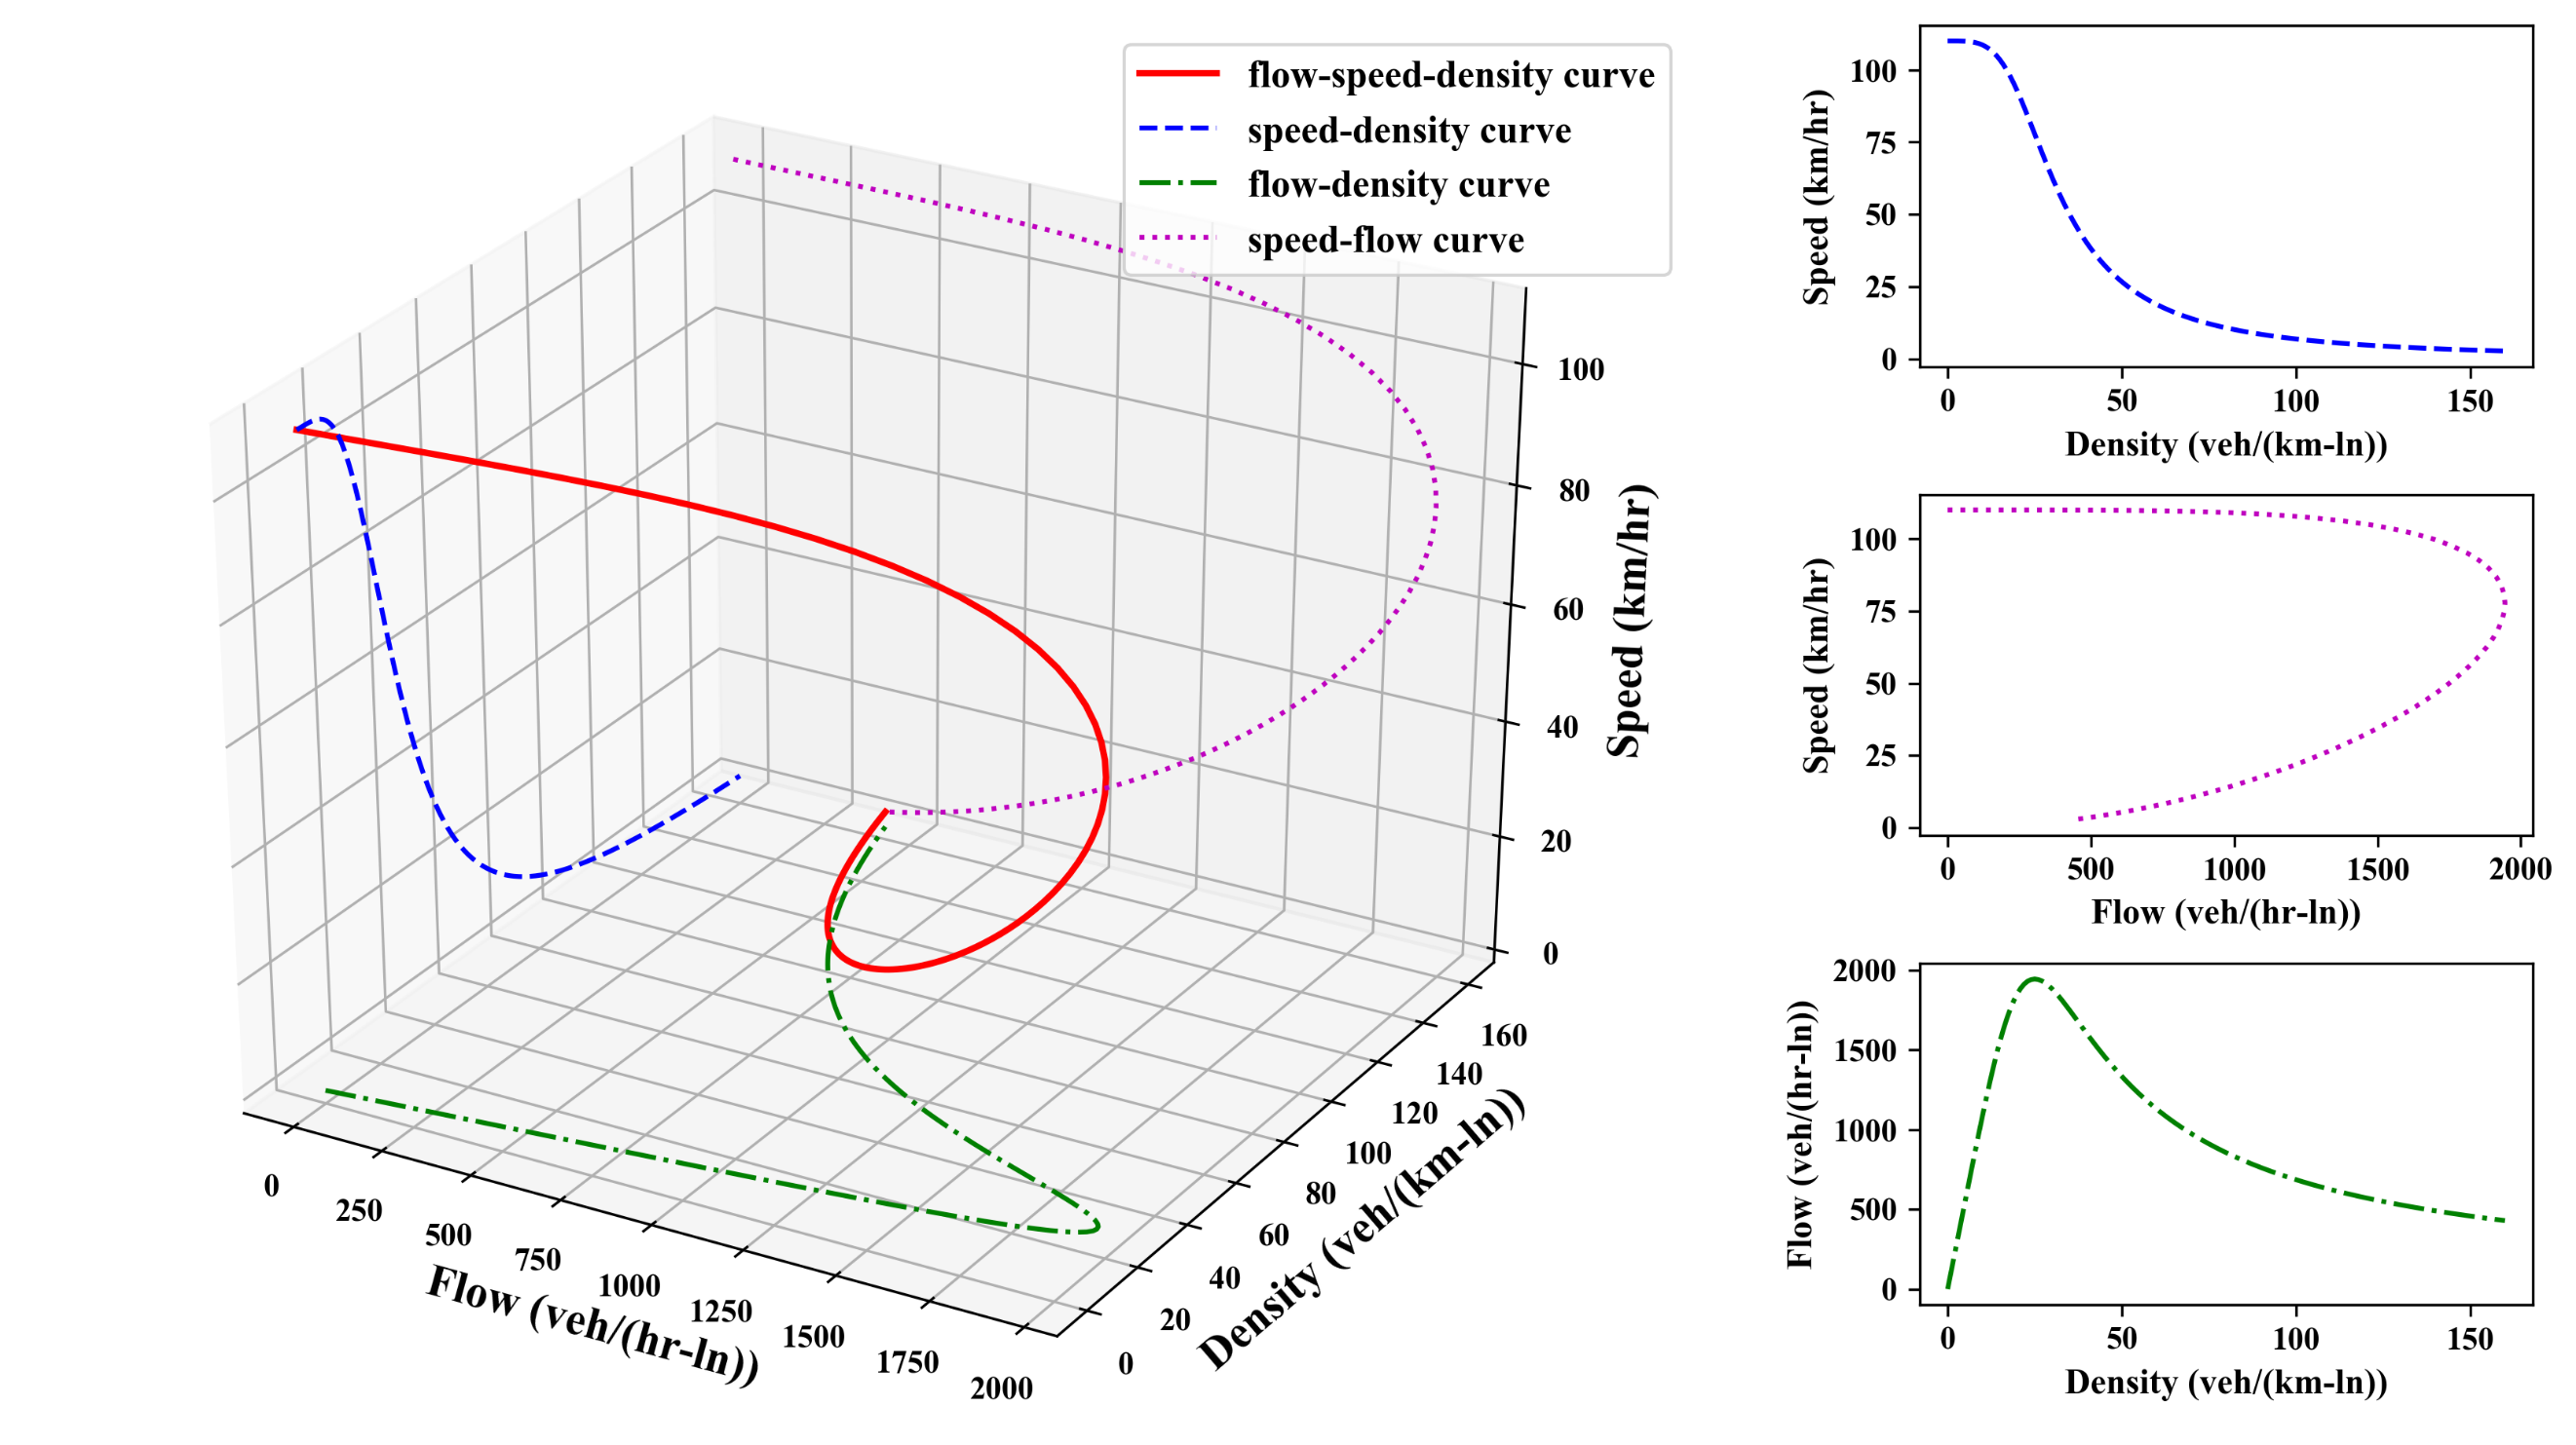 flow-speed-density curve
speed-density curve
flow-density curve
speed-flow curve
100
80
60
40
20
0
Speed (km/hr)
160
140
120
100
80
60
40
20
0
Density (veh/(km-ln))
0
250
500
750
1000
1250
1500
1750
2000
Flow (veh/(hr-ln))
100
75
50
25
0
Speed (km/hr)
0 50 100 150
Density (veh/(km-ln))
100
75
50
25
0
Speed (km/hr)
0 500 1000 1500 2000
Flow (veh/(hr-ln))
2000
1500
1000
500
0
Flow (veh/(hr-ln))
0 50 100 150
Density (veh/(km-ln))